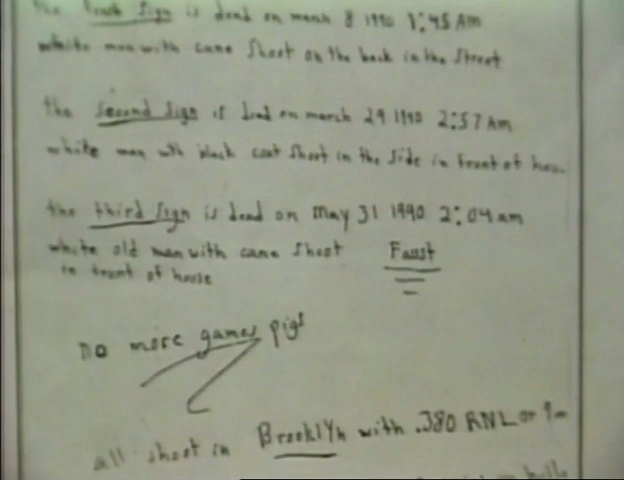 the first sign is dead on march 8 1990 1:45 AM
white man with cane shoot on the back in the street
the second sign is dead on march 29 1990 2:57 AM
white man with black coat shoot in the side in front of
the third sign is dead on May 31 1990 2:04 am
white old man with cane shoot Faust
in front of house
no more games pigs
all shoot in Brooklyn with .380 RNL or